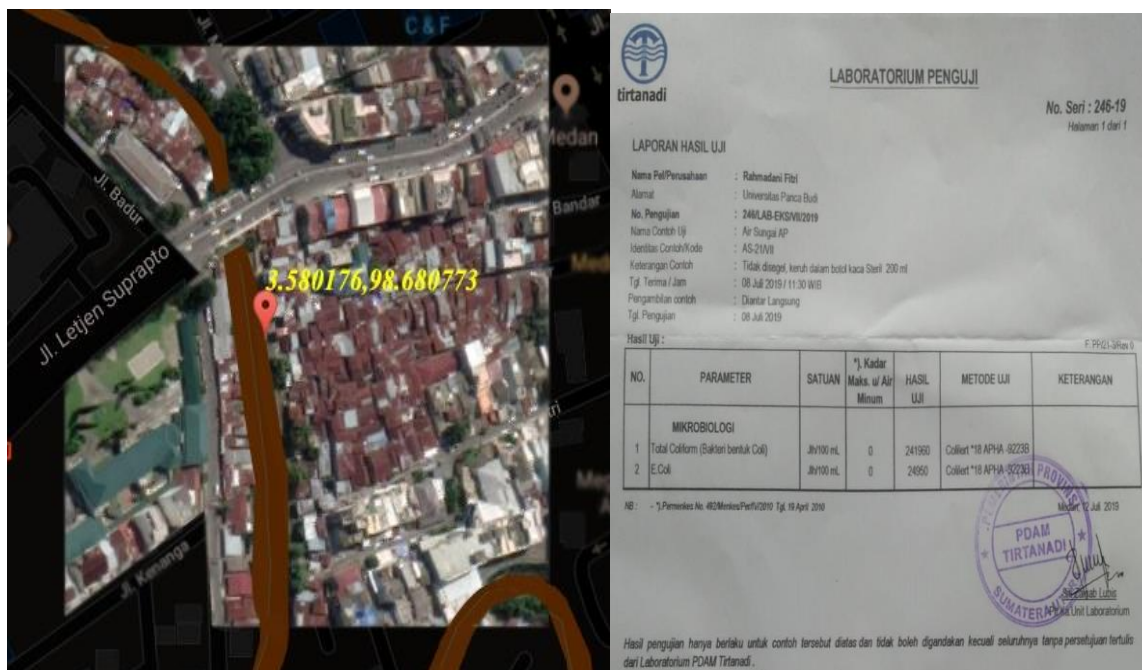 C & F
Medan
Jl. Badur
Bandar
Jl. Letjen Suprapto
3.580176,98.680773
Jl. Kenanga
tirtanadi
LABORATORIUM PENGUJI
No. Seri : 246-19
Halaman 1 dari 1
LAPORAN HASIL UJI
Nama Pel/Perusahaan : Rahmadani Fitri
Alamat : Universitas Panca Budi
No. Pengujian : 246/LAB-EKS/VII/2019
Nama Contoh Uji : Air Sungai AP
Identitas Contoh/Kode : AS-21/VII
Keterangan Contoh : Tidak disegel, keruh dalam botol kaca Steril 200 ml
Tgl. Terima / Jam : 08 Juli 2019 / 11:30 WIB
Pengambilan contoh : Diantar Langsung
Tgl. Pengujian : 08 Juli 2019
Hasil Uji :
NO. PARAMETER SATUAN *). Kadar Maks. u/ Air Minum HASIL UJI METODE UJI KETERANGAN
MIKROBIOLOGI
1 Total Coliform (Bakteri bentuk Coli) Jlh/100 mL 0 241960 Colilert *18 APHA -9223B
2 E.Coli Jlh/100 mL 0 24950 Colilert *18 APHA -9223B
NB : - *).Permenkes No. 492/Menkes/Per/IV/2010 Tgl. 19 April 2010
Medan, 12 Juli 2019
PROVINSI
PDAM
TIRTANADI
SUMATERA
Lubis
Unit Laboratorium
Hasil pengujian hanya berlaku untuk contoh tersebut diatas dan tidak boleh digandakan kecuali seluruhnya tanpa persetujuan tertulis
dari Laboratorium PDAM Tirtanadi .